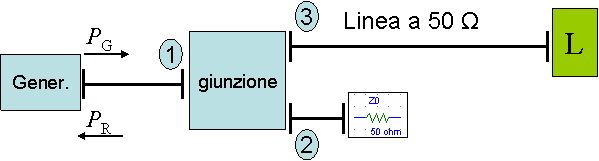 P_G
1
3
Linea a 50 Ω
L
Gener.
giunzione
Z0
50 ohm
P_R
2